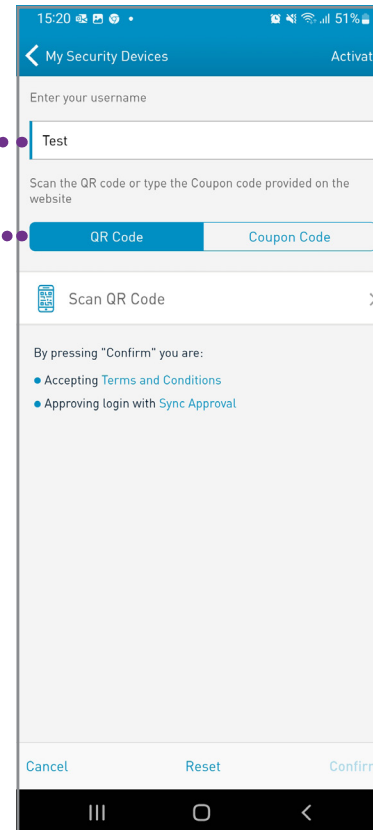 15:20 51%
My Security Devices Activat
Enter your username
Test
Scan the QR code or type the Coupon code provided on the
website
QR Code Coupon Code
Scan QR Code
By pressing "Confirm" you are:
Accepting Terms and Conditions
Approving login with Sync Approval
Cancel Reset Confirm